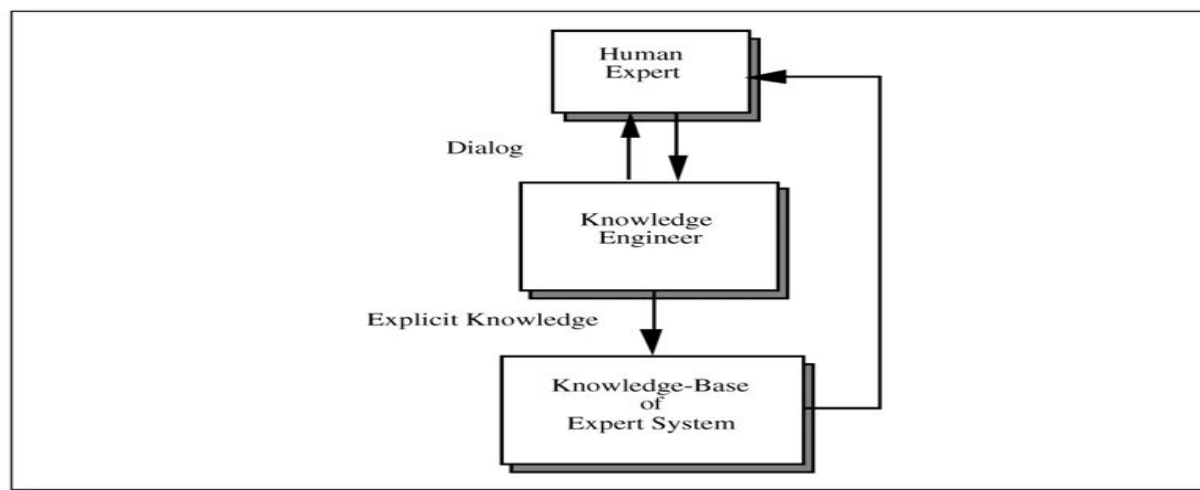 Human
Expert
Dialog
Knowledge
Engineer
Explicit Knowledge
Knowledge-Base
of
Expert System